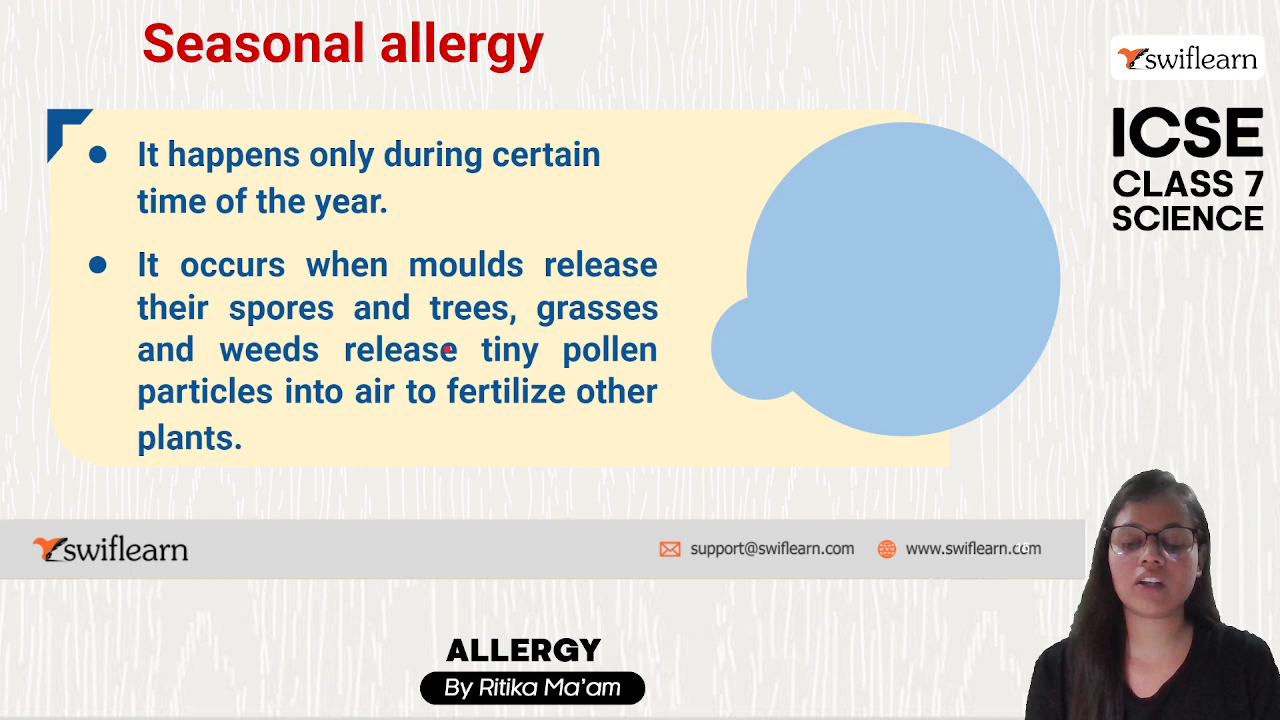 Seasonal allergy
It happens only during certain
time of the year.
It occurs when moulds release
their spores and trees, grasses
and weeds release tiny pollen
particles into air to fertilize other
plants.
swiflearn
ICSE
CLASS 7
SCIENCE
swiflearn
support@swiflearn.com
www.swiflearn.com
ALLERGY
By Ritika Ma'am